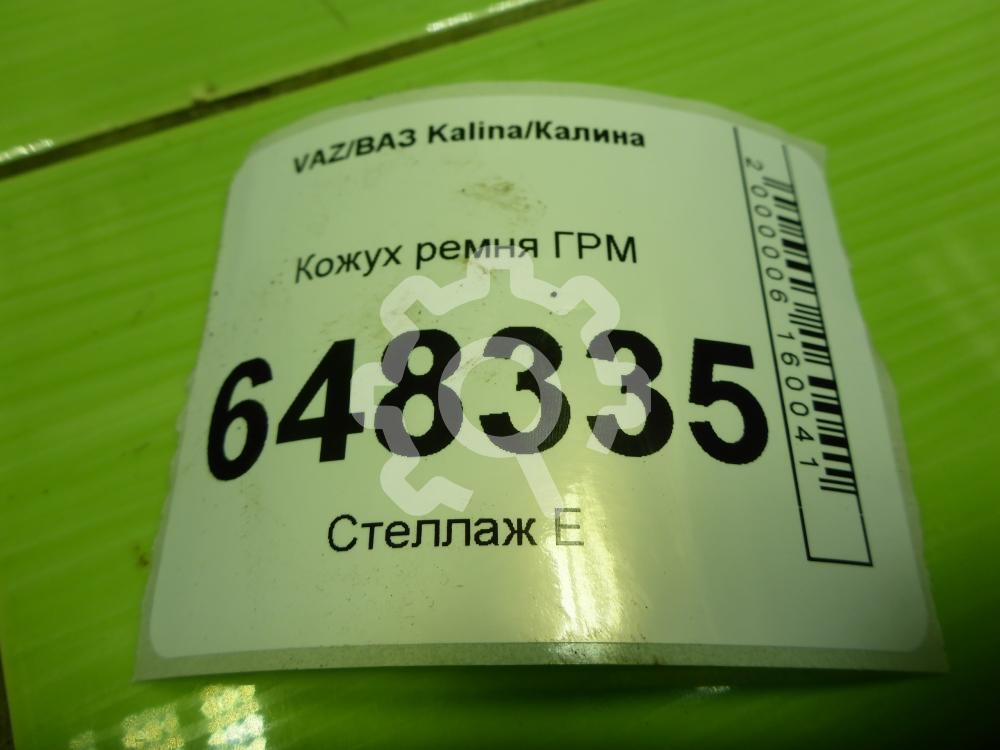 VAZ/ВАЗ Kalina/Калина
Кожух ремня ГРМ
648335
Стеллаж Е
2000006160041